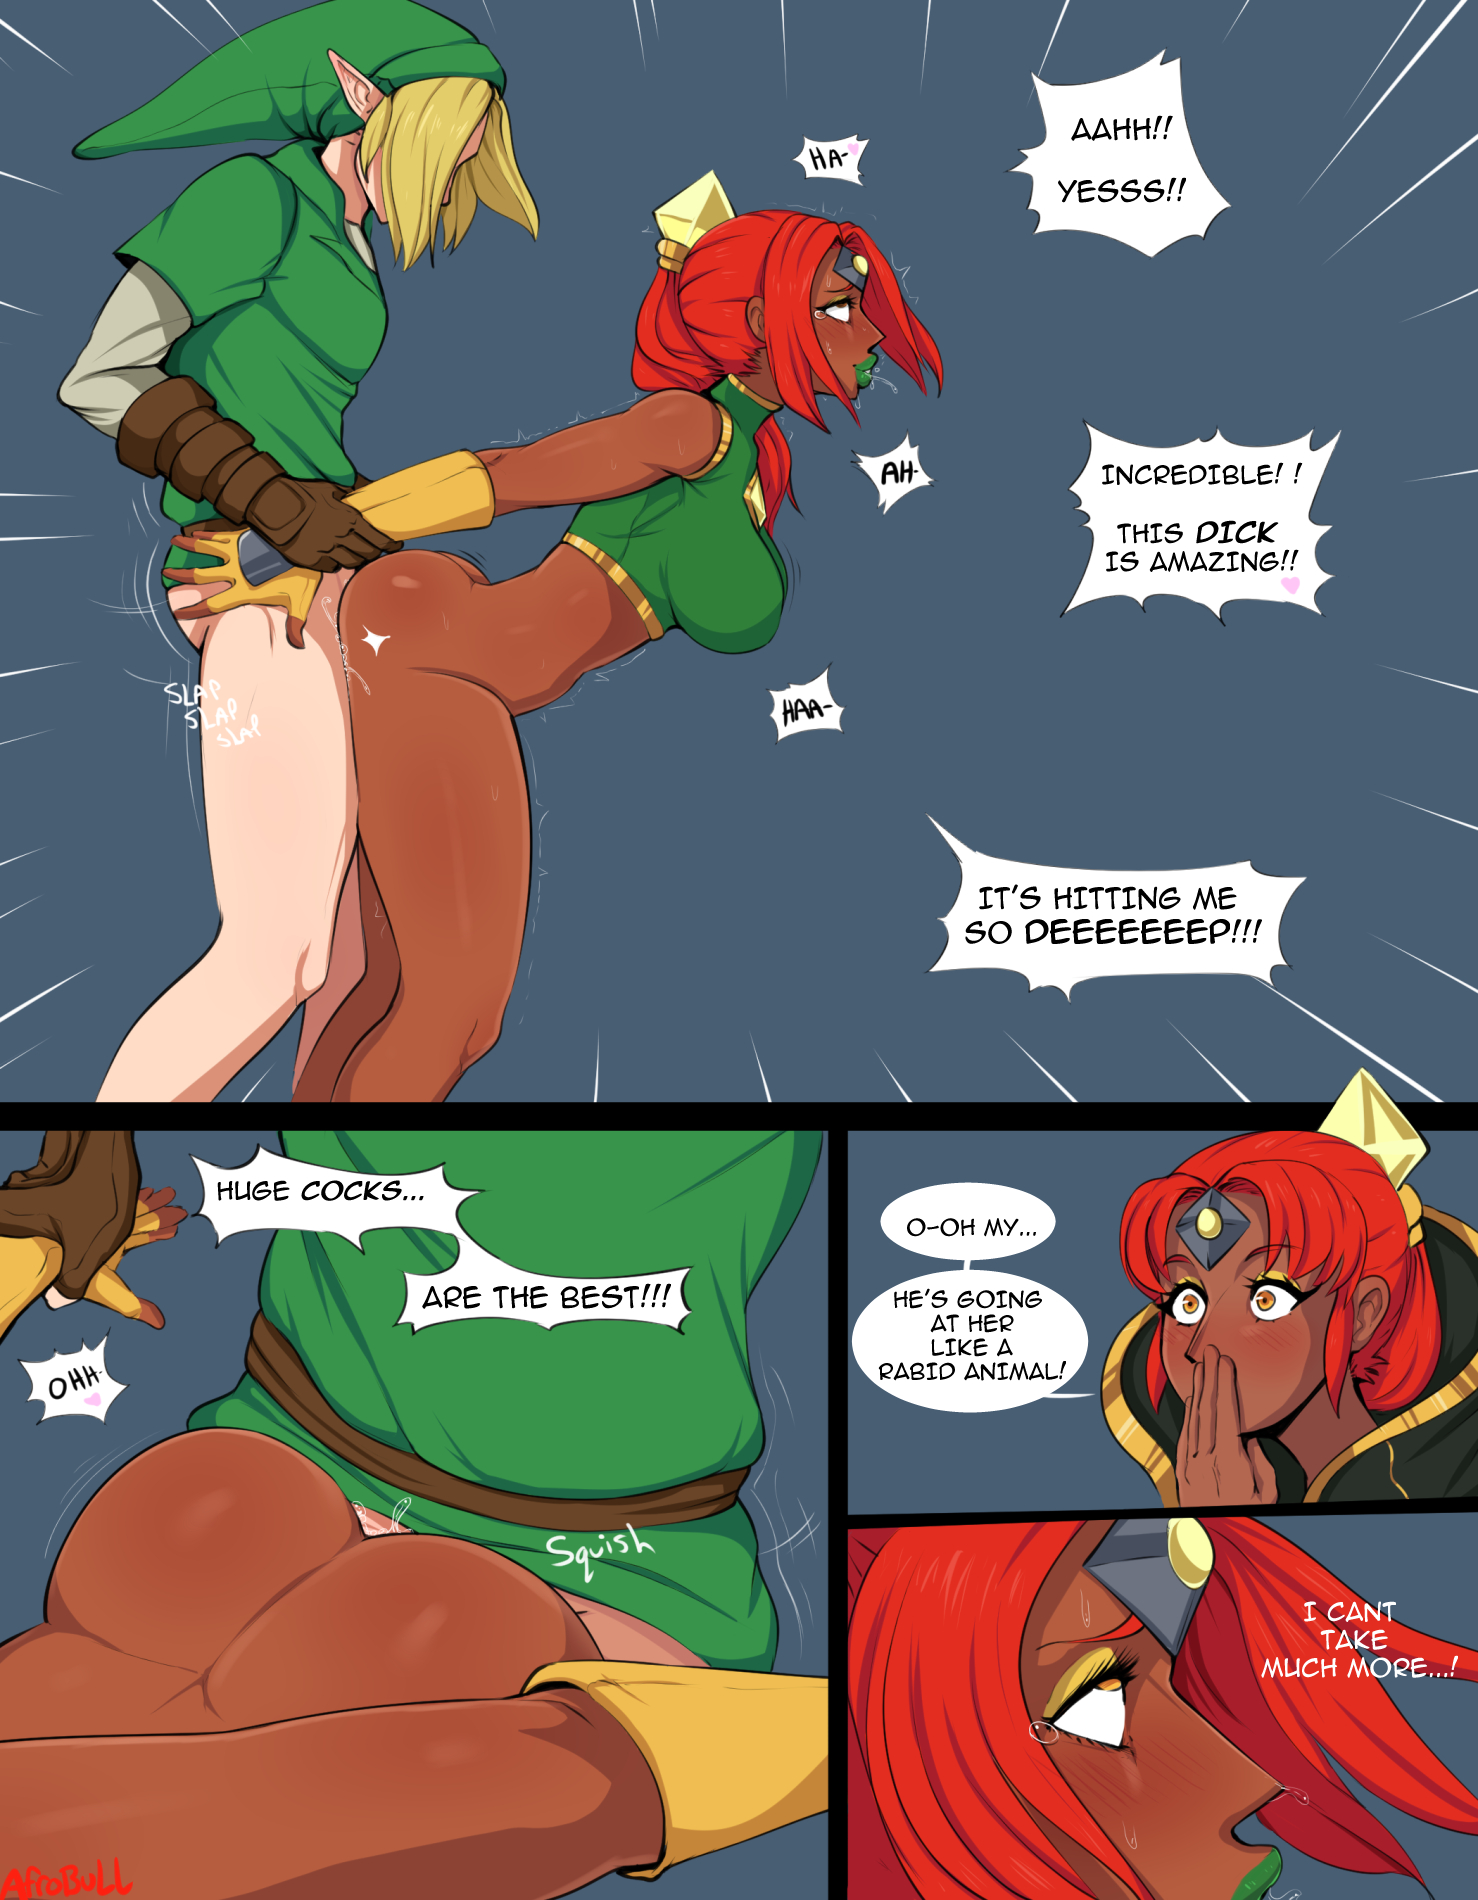 HA-
AAHH!!
YESSS!!
AH-
INCREDIBLE! !
THIS DICK
IS AMAZING!!
SLAP
SLAP
SLAP
HAA-
IT'S HITTING ME
SO DEEEEEEEP!!!
HUGE COCKS...
ARE THE BEST!!!
OHH-
Squish
O-OH MY...
HE'S GOING
AT HER
LIKE A
RABID ANIMAL!
I CANT
TAKE
MUCH MORE...!
AfroBuLL